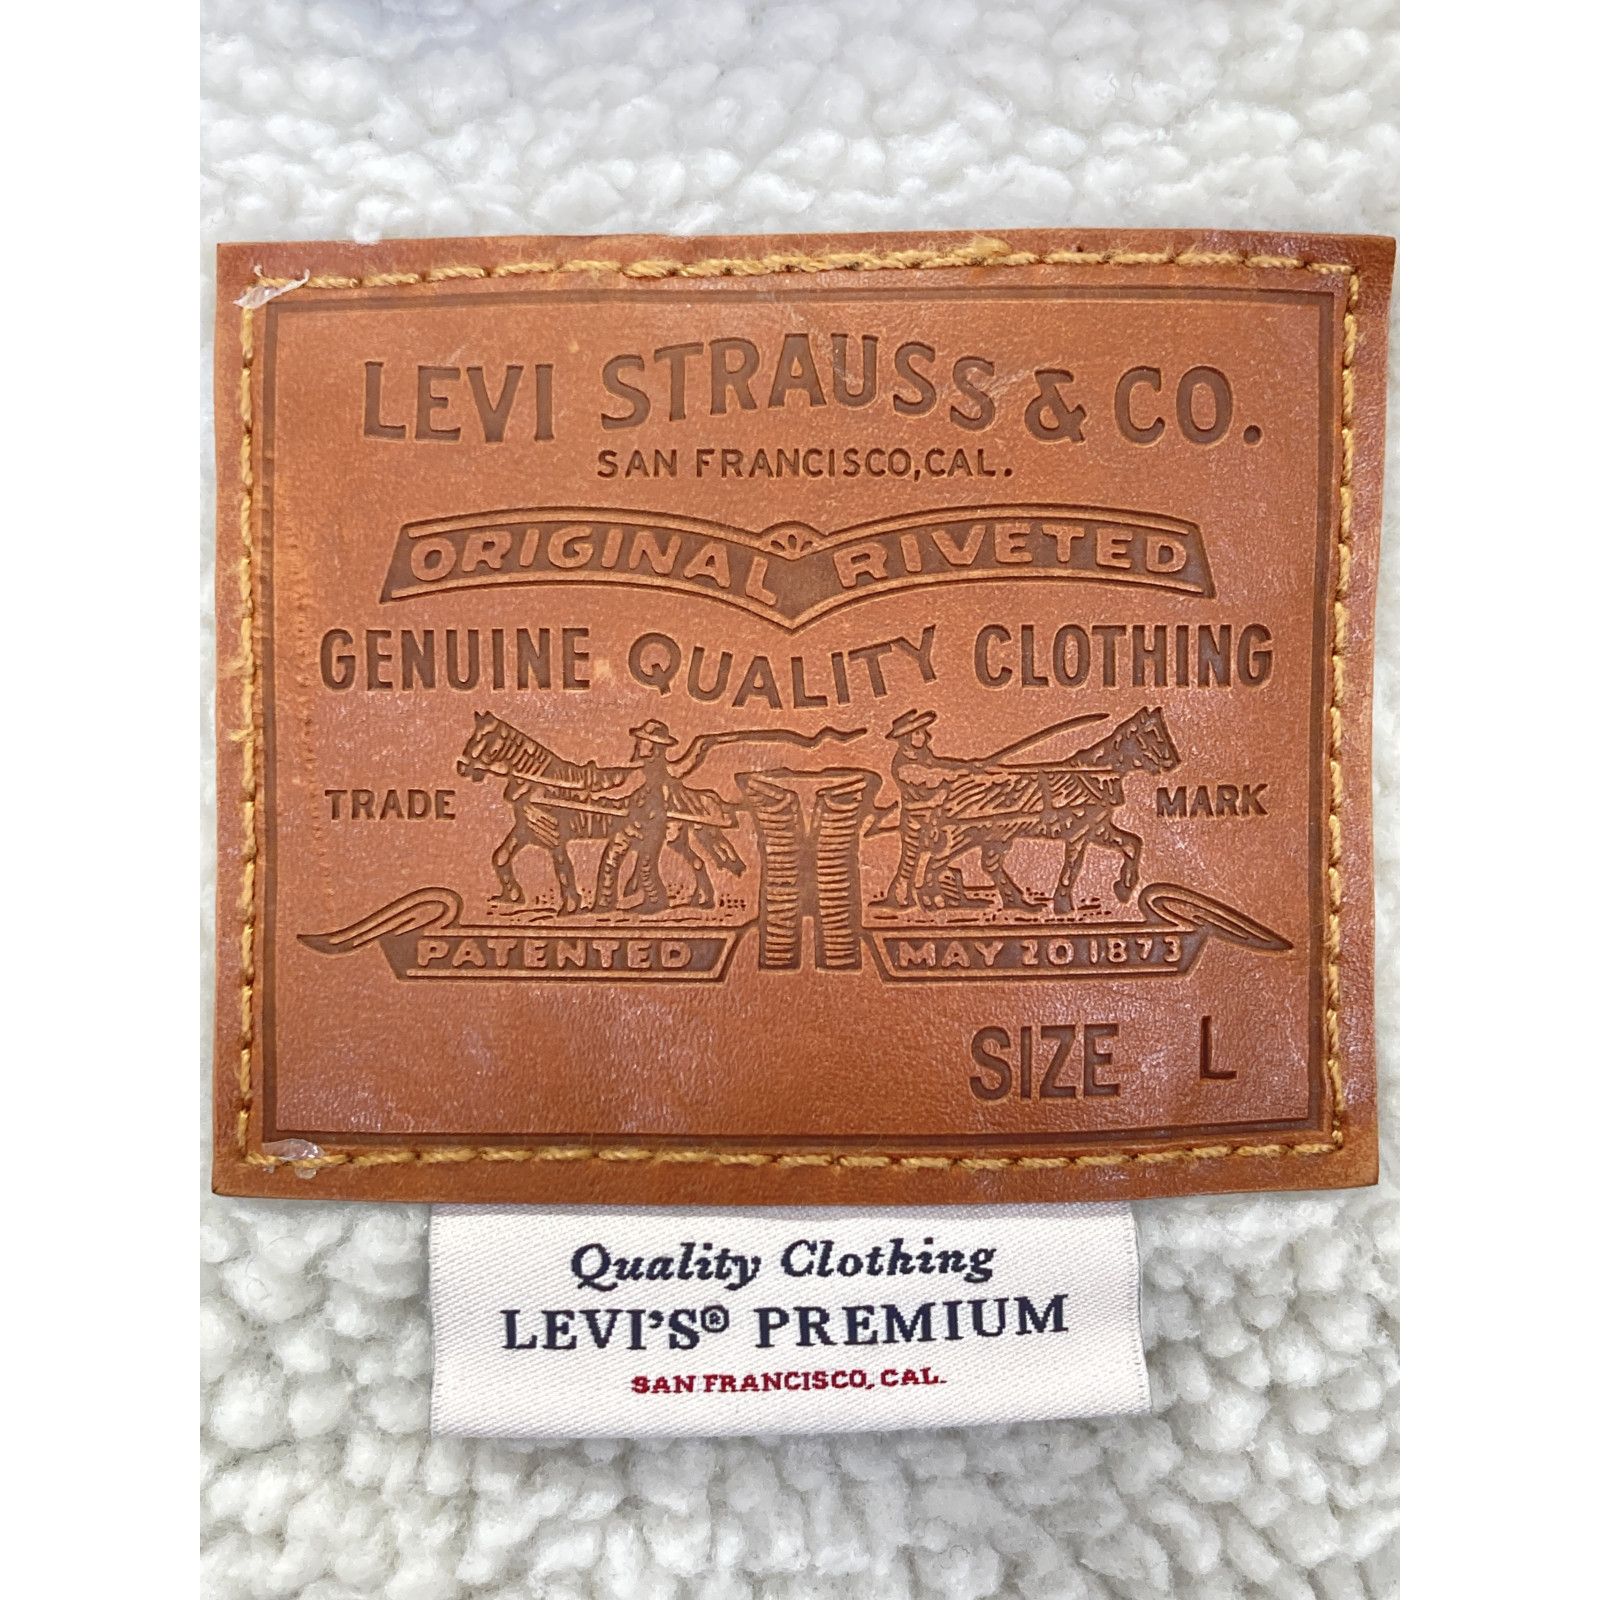 LEVI STRAUSS & CO.
SAN FRANCISCO, CAL.
ORIGINAL RIVETED
GENUINE QUALITY CLOTHING
TRADE MARK
PATENTED MAY 20 1873
SIZE L
Quality Clothing
LEVI'S® PREMIUM
SAN FRANCISCO, CAL.